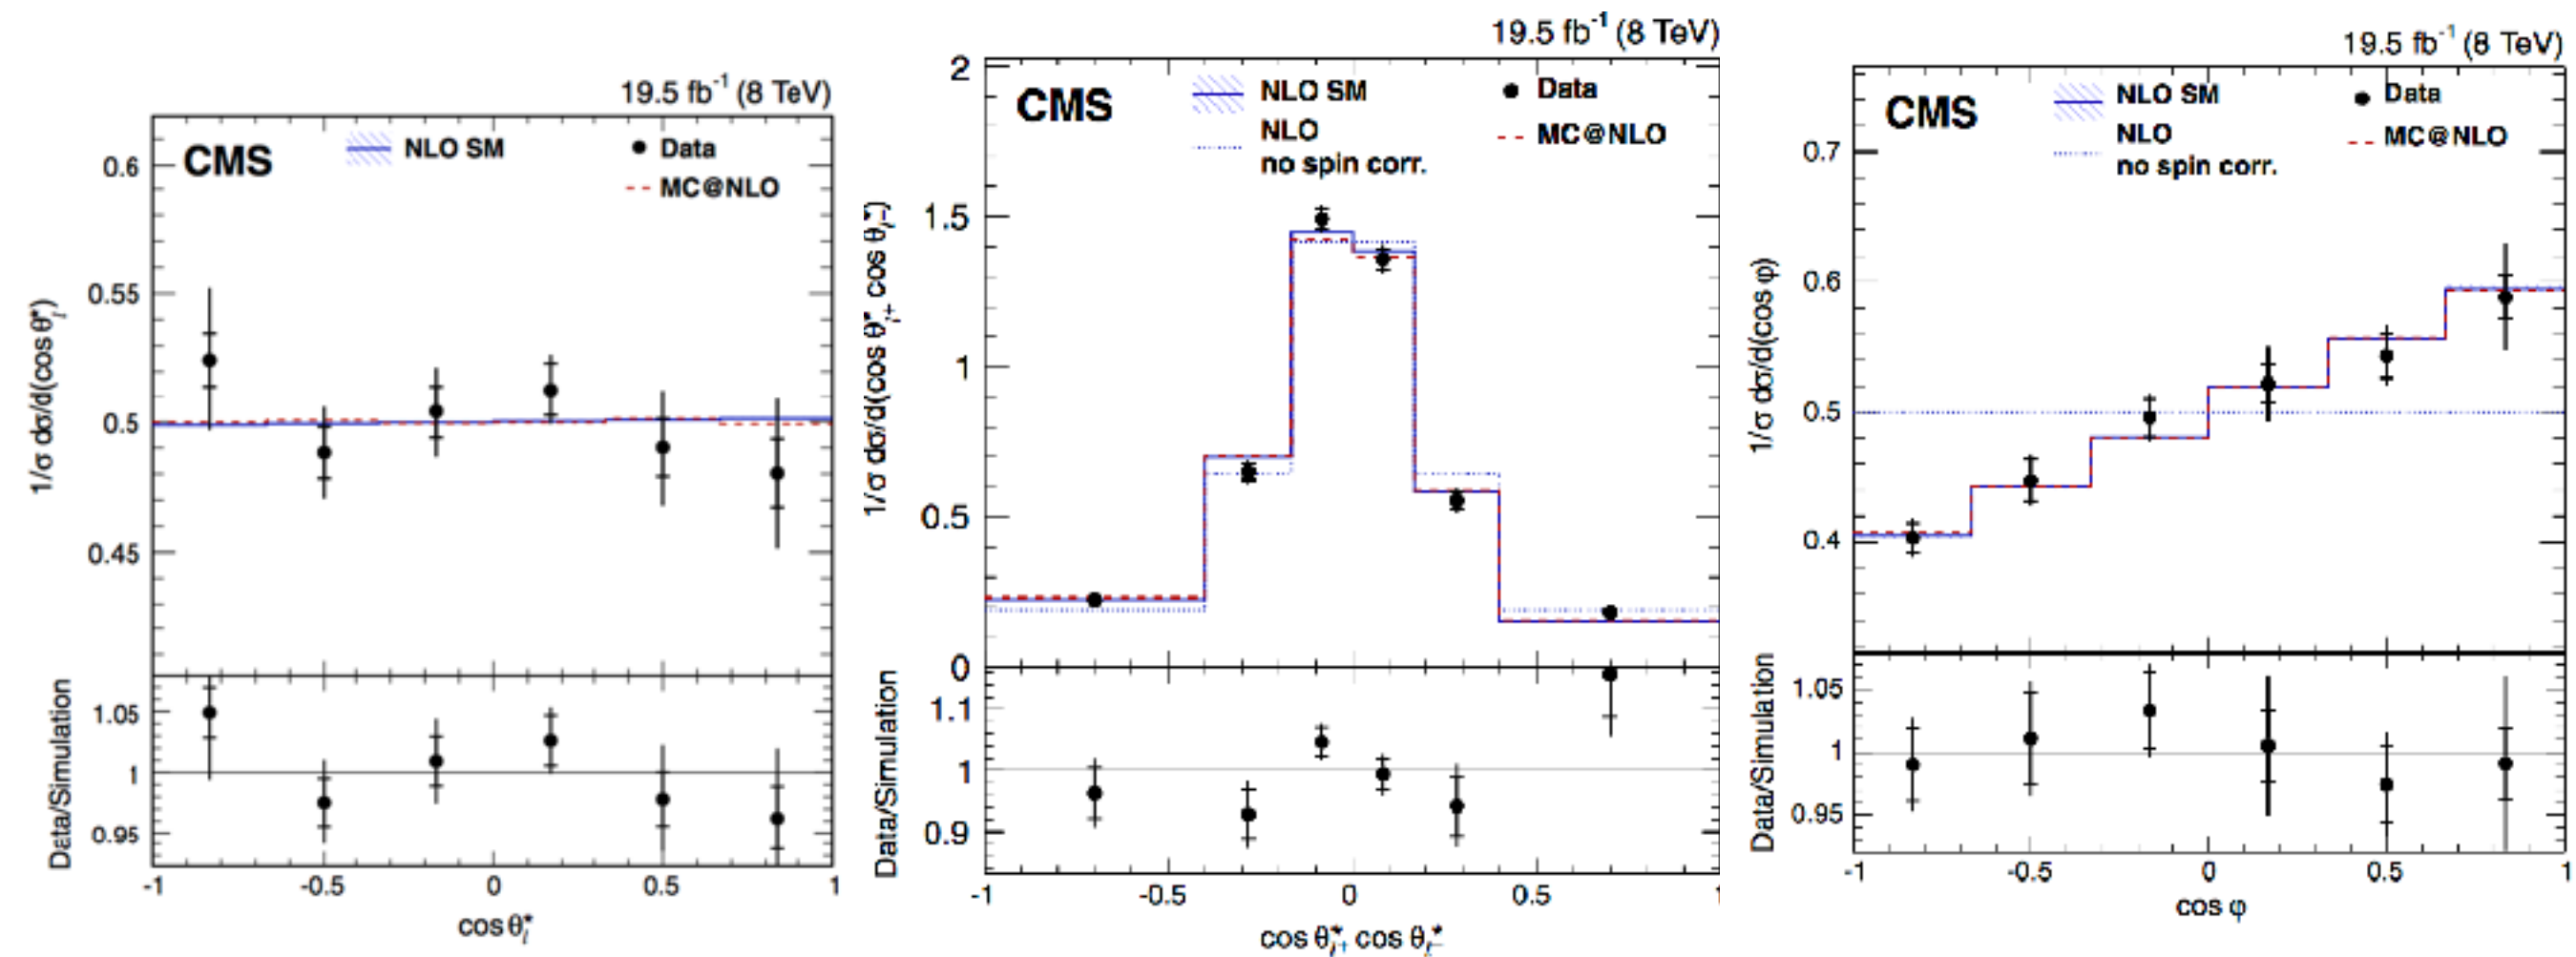 19.5 fb⁻¹ (8 TeV)
CMS
NLO SM
Data
MC@NLO
1/σ dσ/d(cos θ*l)
0.6
0.55
0.5
0.45
Data/Simulation
1.05
1
0.95
-1 -0.5 0 0.5 1
cos θ*l
19.5 fb⁻¹ (8 TeV)
CMS
NLO SM
NLO
no spin corr.
Data
MC@NLO
1/σ dσ/d(cos θ*l+ cos θ*l−)
2
1.5
1
0.5
0
Data/Simulation
1.1
1
0.9
-1 -0.5 0 0.5 1
cos θ*l+ cos θ*l−
19.5 fb⁻¹ (8 TeV)
CMS
NLO SM
NLO
no spin corr.
Data
MC@NLO
1/σ dσ/d(cos φ)
0.7
0.6
0.5
0.4
Data/Simulation
1.05
1
0.95
-1 -0.5 0 0.5 1
cos φ